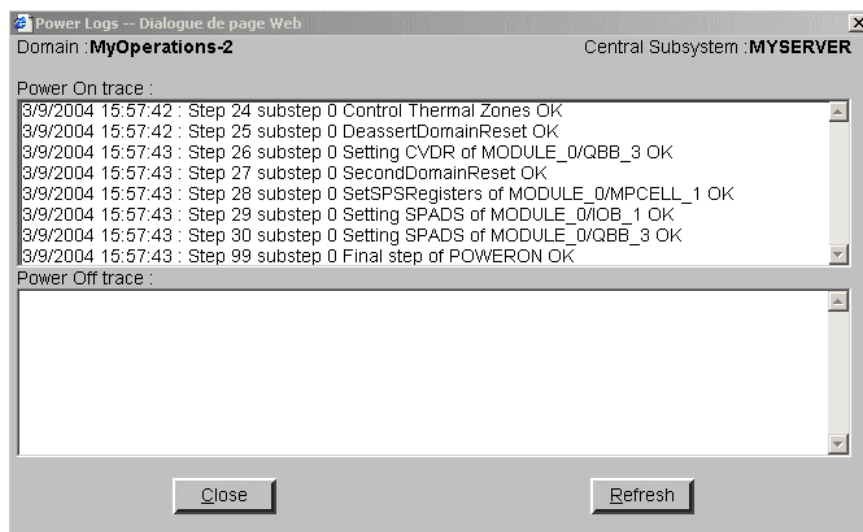 Power Logs -- Dialogue de page Web
Domain :MyOperations-2 Central Subsystem :MYSERVER
Power On trace :
3/9/2004 15:57:42 : Step 24 substep 0 Control Thermal Zones OK
3/9/2004 15:57:42 : Step 25 substep 0 DeassertDomainReset OK
3/9/2004 15:57:43 : Step 26 substep 0 Setting CVDR of MODULE_0/QBB_3 OK
3/9/2004 15:57:43 : Step 27 substep 0 SecondDomainReset OK
3/9/2004 15:57:43 : Step 28 substep 0 SetSPSRegisters of MODULE_0/MPCELL_1 OK
3/9/2004 15:57:43 : Step 29 substep 0 Setting SPADS of MODULE_0/IOB_1 OK
3/9/2004 15:57:43 : Step 30 substep 0 Setting SPADS of MODULE_0/QBB_3 OK
3/9/2004 15:57:43 : Step 99 substep 0 Final step of POWERON OK
Power Off trace :
Close Refresh